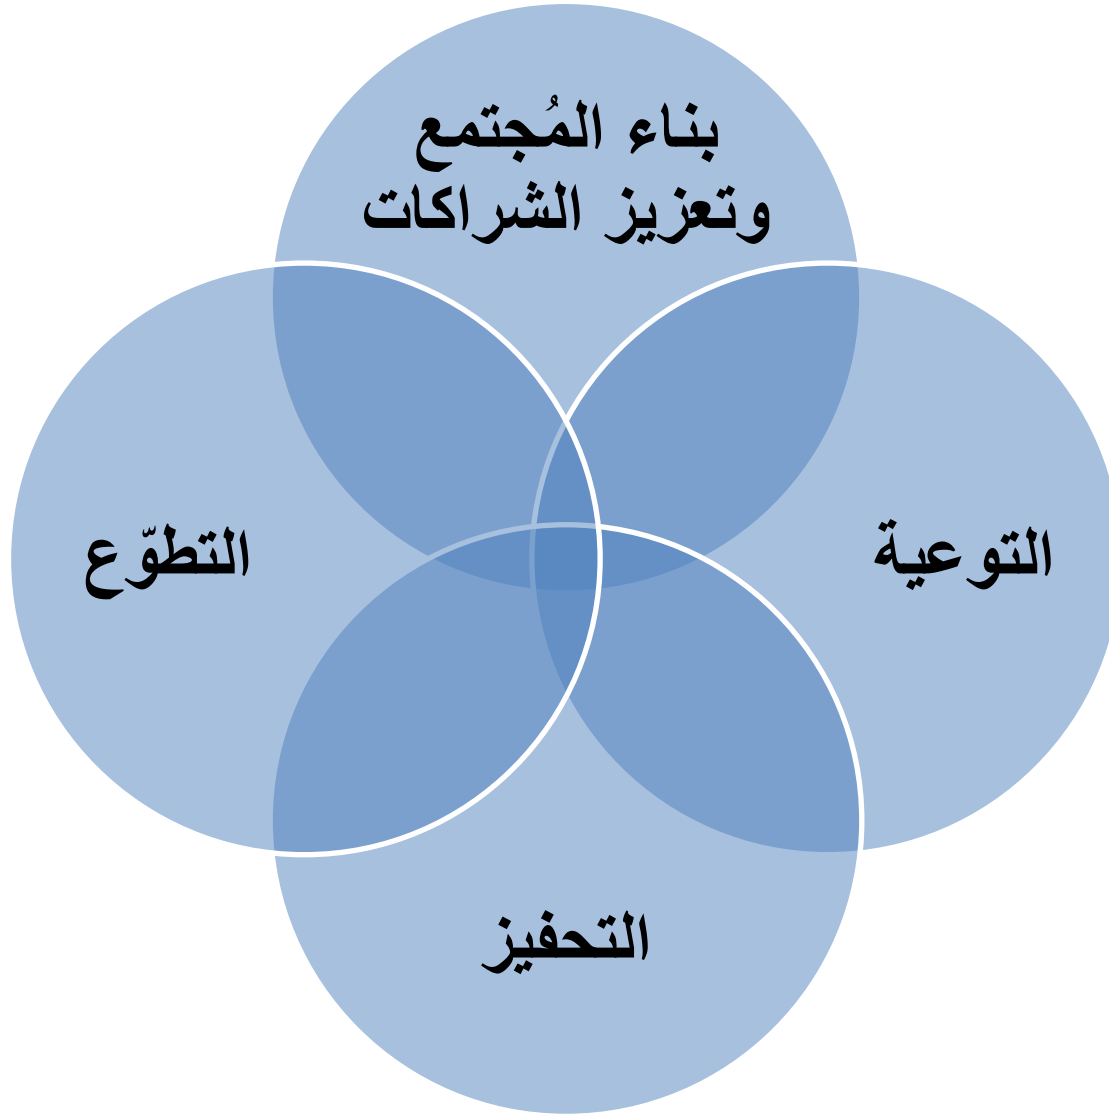 بناء المُجتمع
وتعزيز الشراكات
التوعية
التطوّع
التحفيز